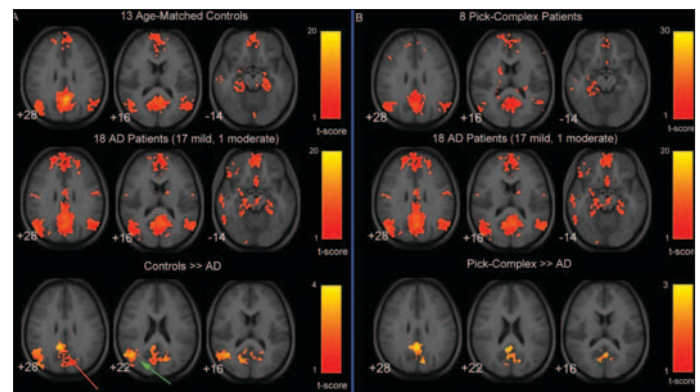 A
13 Age-Matched Controls
20
+28
+16
-14
1
t-score
18 AD Patients (17 mild, 1 moderate)
20
+28
+16
-14
1
t-score
Controls >> AD
4
+28
+22
+16
1
t-score
B
8 Pick-Complex Patients
30
+28
+16
-14
1
t-score
18 AD Patients (17 mild, 1 moderate)
20
+28
+16
-14
1
t-score
Pick-Complex >> AD
3
+28
+22
+16
1
t-score